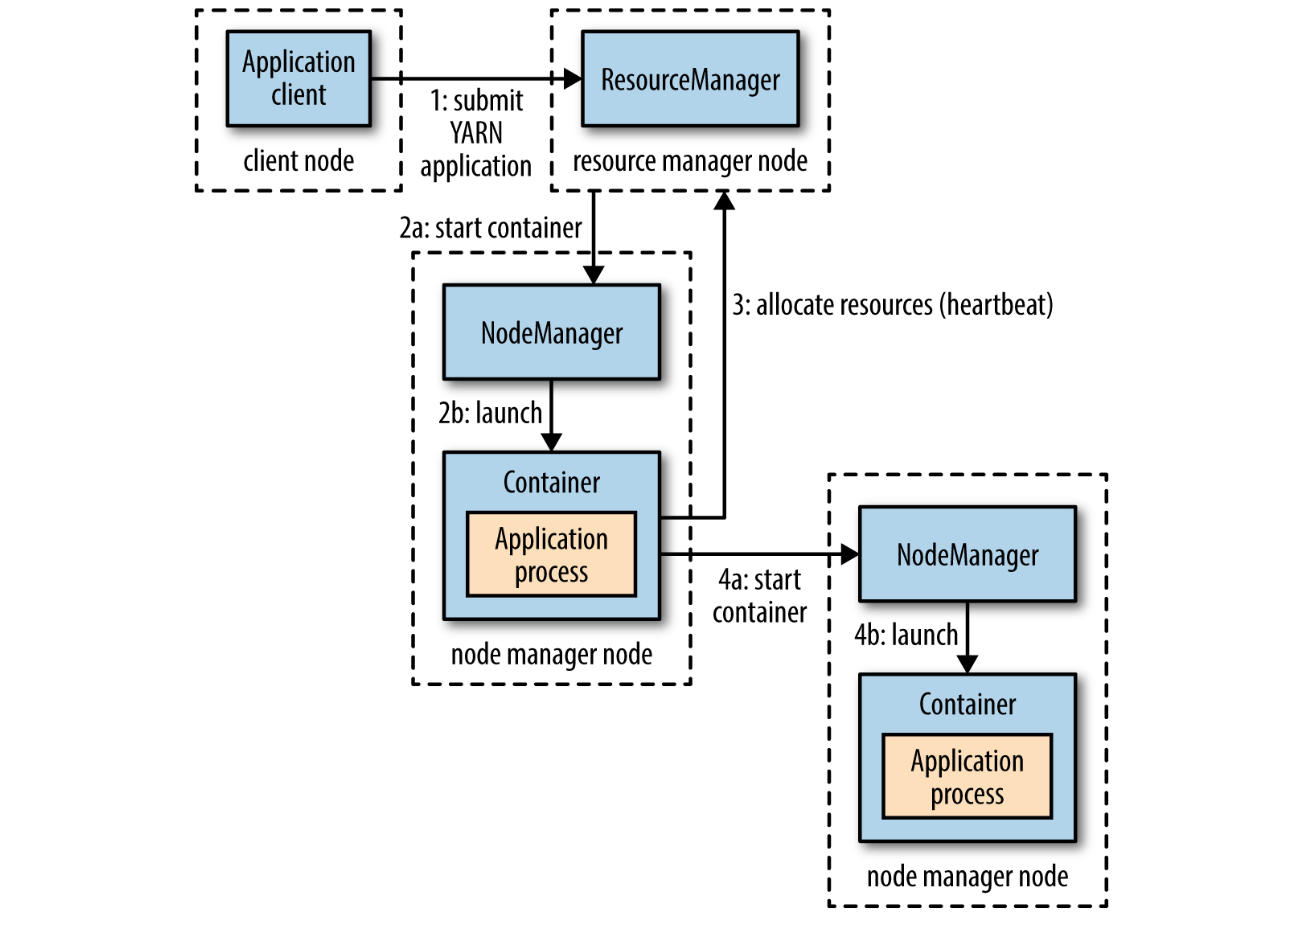 Application
client
client node
1: submit
YARN
application
ResourceManager
resource manager node
2a: start container
NodeManager
2b: launch
Container
Application
process
node manager node
3: allocate resources (heartbeat)
4a: start
container
NodeManager
4b: launch
Container
Application
process
node manager node